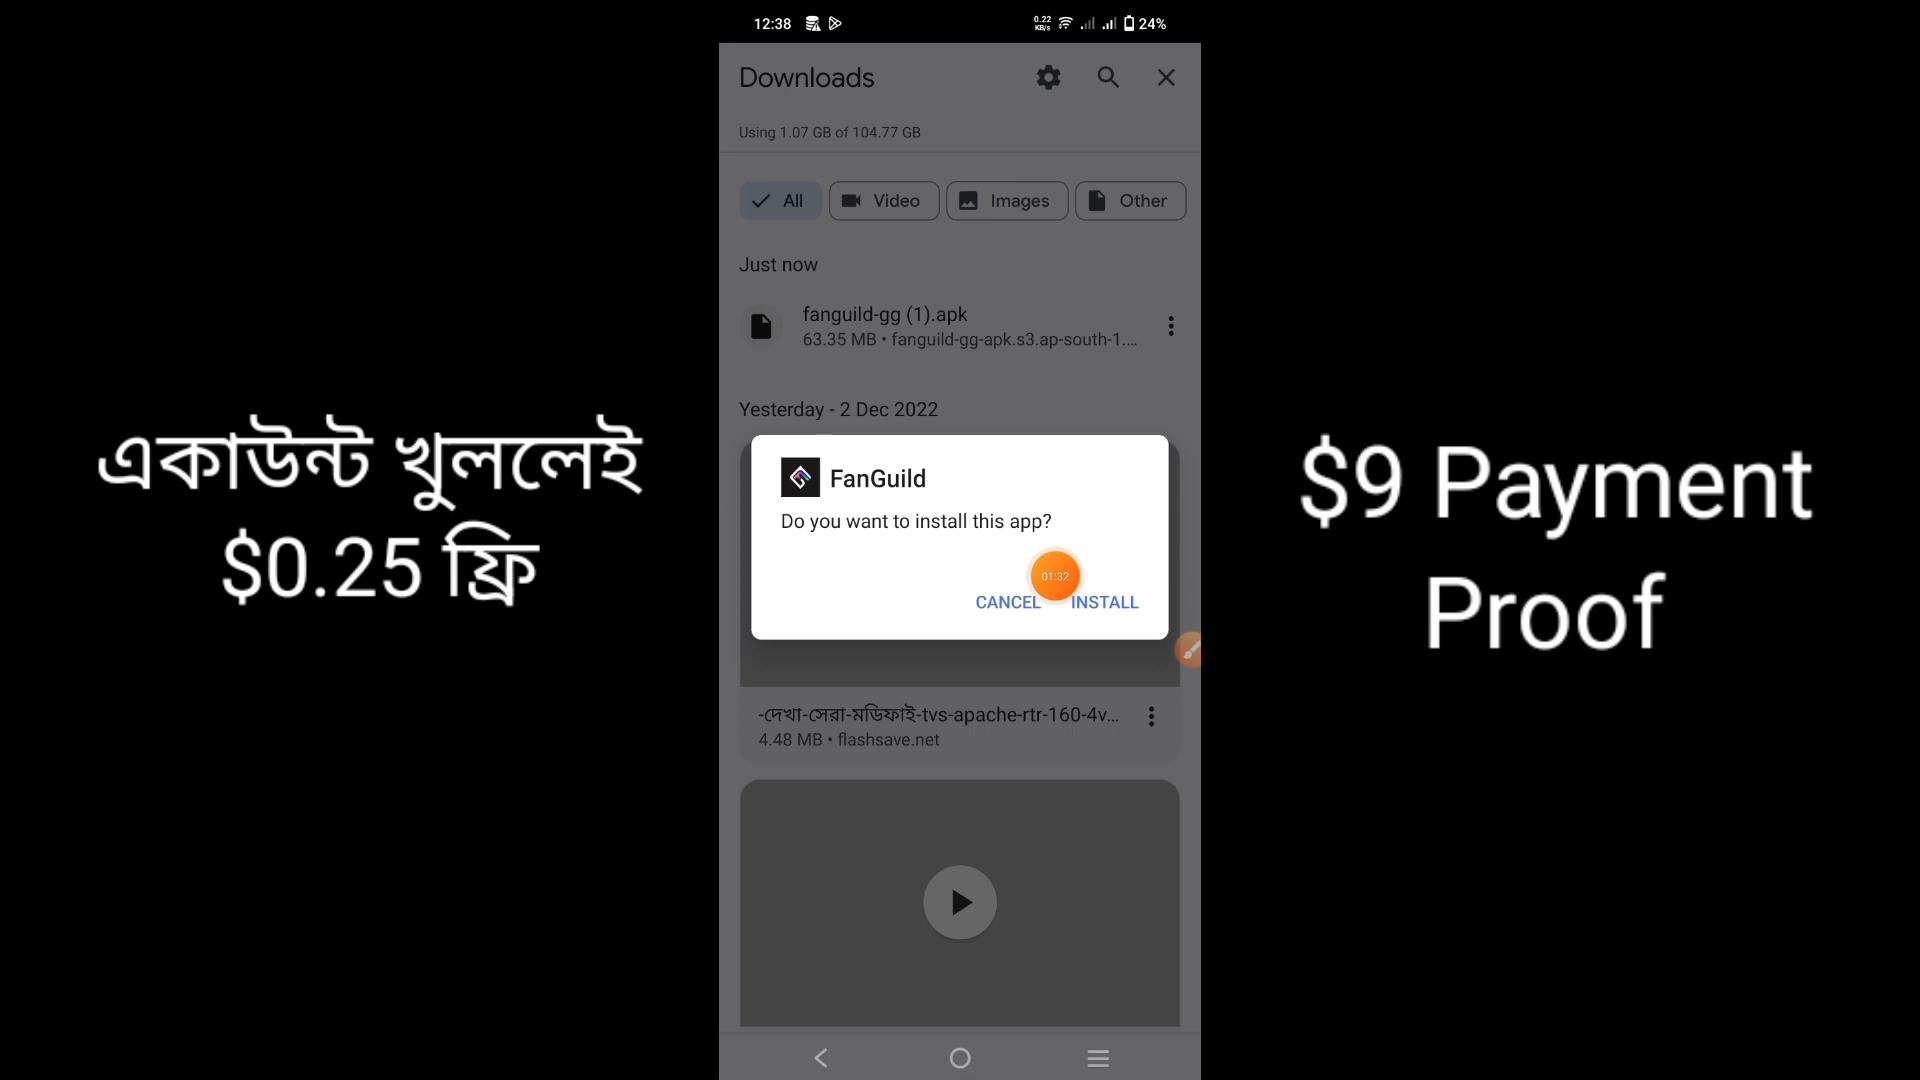 12:38
0.22
KB/s
24%
Downloads
Using 1.07 GB of 104.77 GB
All
Video
Images
Other
Just now
fanguild-gg (1).apk
63.35 MB • fanguild-gg-apk.s3.ap-south-1....
Yesterday - 2 Dec 2022
FanGuild
Do you want to install this app?
01:32
CANCEL
INSTALL
-দেখা-সেরা-মডিফাই-tvs-apache-rtr-160-4v...
4.48 MB • flashsave.net
একাউন্ট খুললেই
$0.25 ফ্রি
$9 Payment
Proof